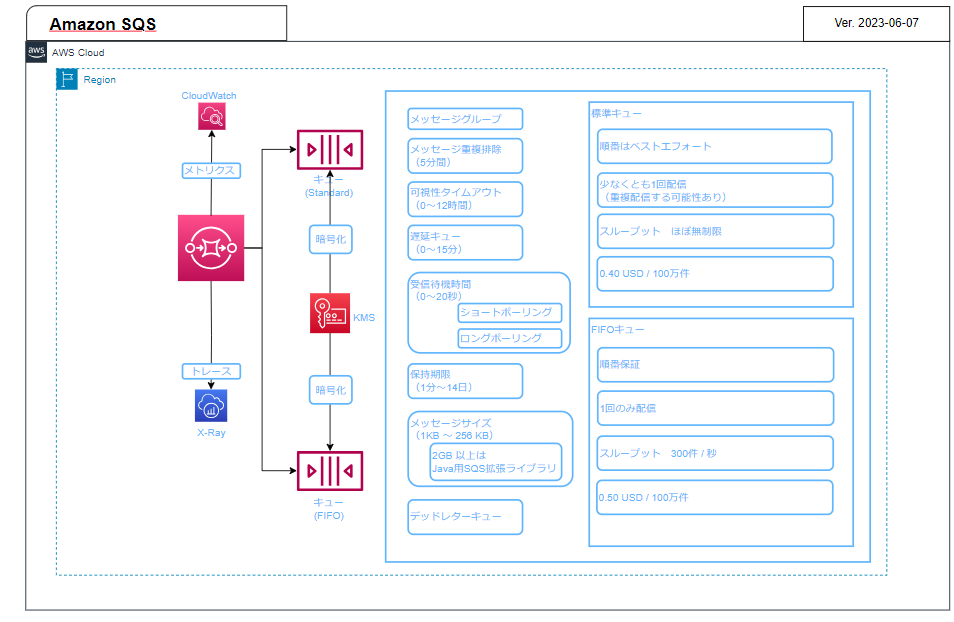 Amazon SQS
Ver. 2023-06-07
aws
AWS Cloud
Region
CloudWatch
メトリクス
キュー
(Standard)
暗号化
KMS
トレース
暗号化
X-Ray
キュー
(FIFO)
メッセージグループ
メッセージ重複排除
（5分間）
可視性タイムアウト
（0～12時間）
遅延キュー
（0～15分）
受信待機時間
（0～20秒）
ショートポーリング
ロングポーリング
保持期限
（1分～14日）
メッセージサイズ
（1KB ～ 256 KB）
2GB 以上は
Java用SQS拡張ライブラリ
デッドレターキュー
標準キュー
順番はベストエフォート
少なくとも1回配信
（重複配信する可能性あり）
スループット　ほぼ無制限
0.40 USD / 100万件
FIFOキュー
順番保証
1回のみ配信
スループット　300件 / 秒
0.50 USD / 100万件